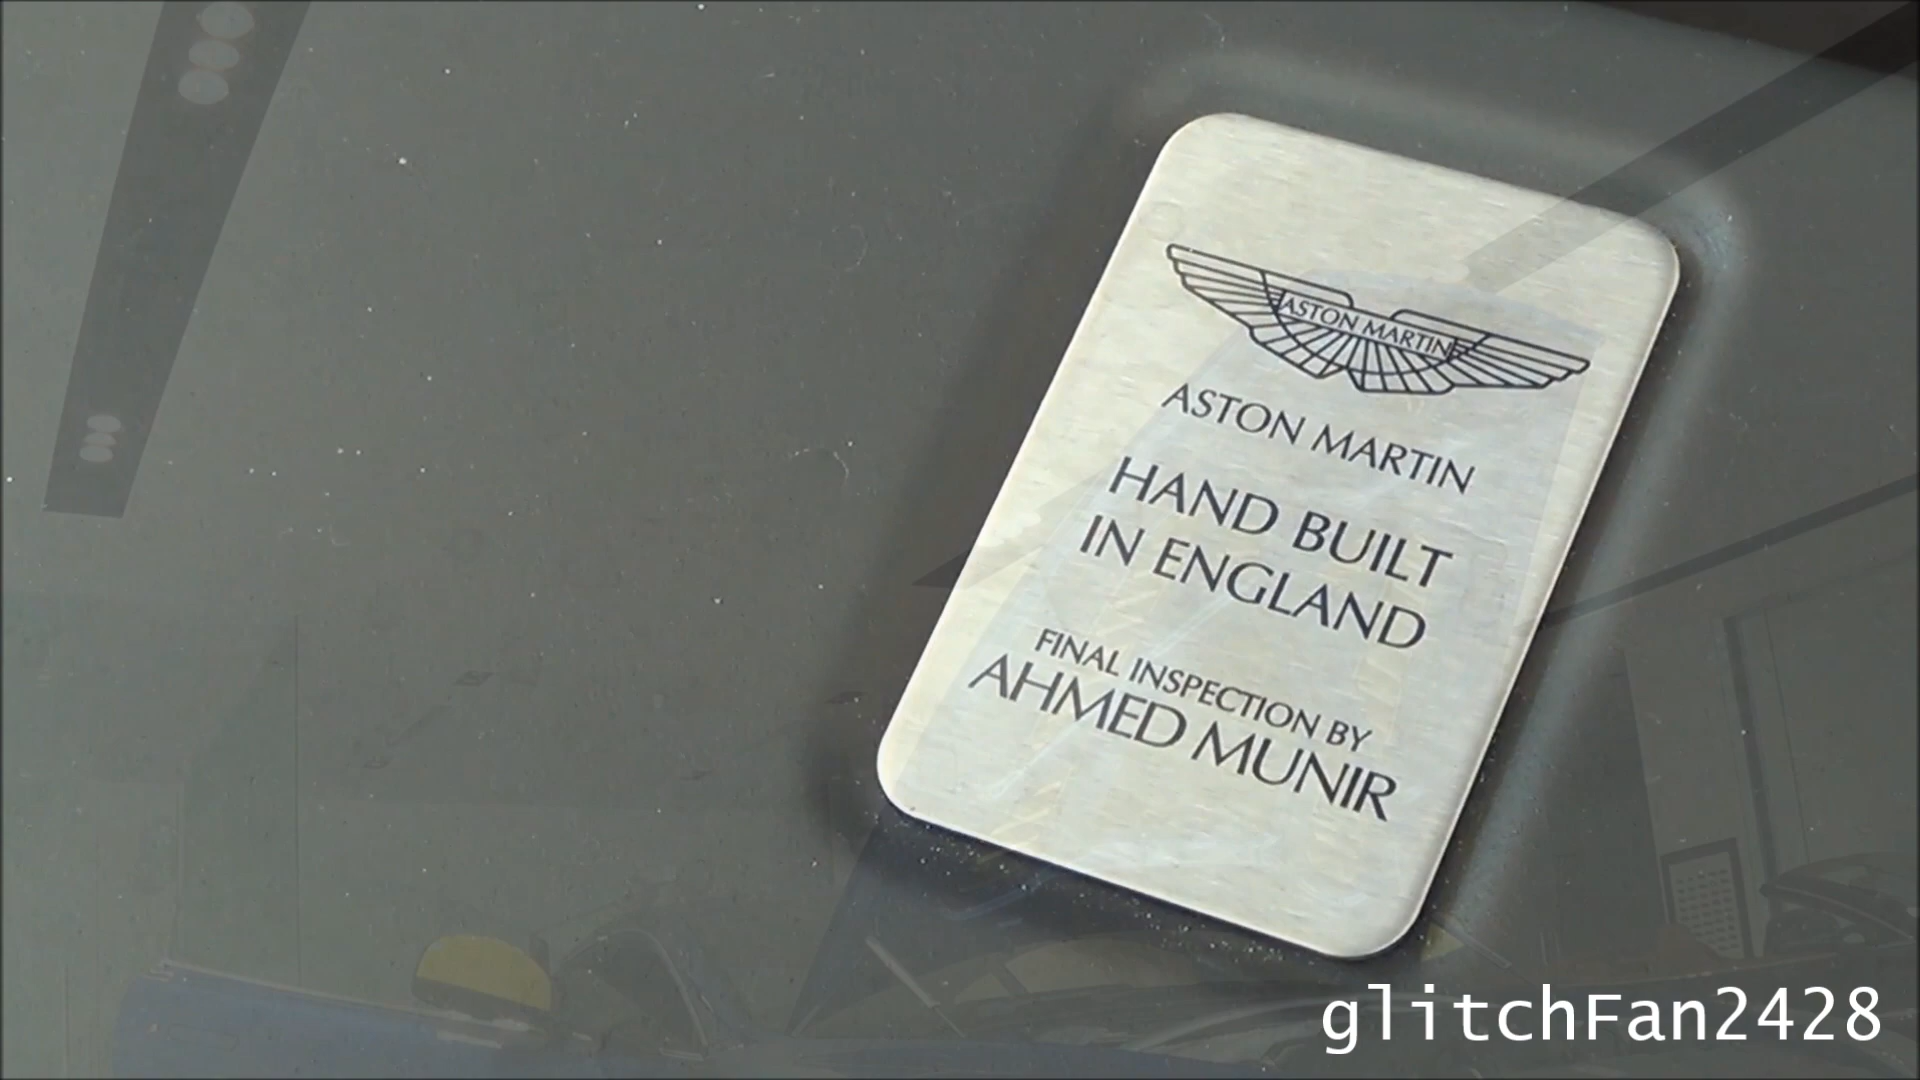 ASTON MARTIN
ASTON MARTIN
HAND BUILT
IN ENGLAND
FINAL INSPECTION BY
AHMED MUNIR
glitchFan2428